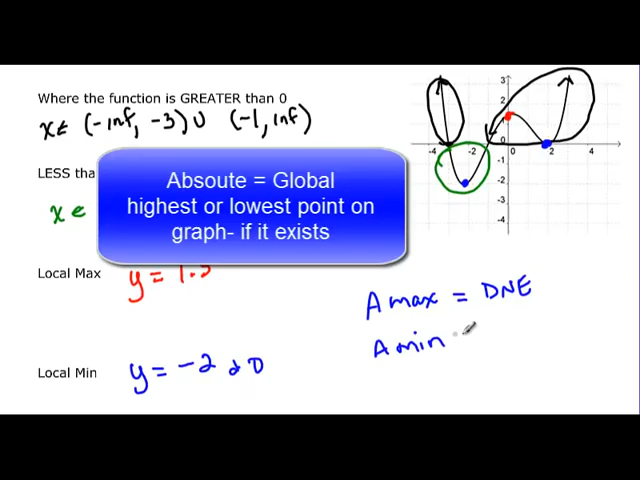 Where the function is GREATER than 0
x∈ (-inf, -3) ∪ (-1, inf)
LESS tha
x∈
Absoute = Global
highest or lowest point on
graph- if it exists
Local Max y = 1.5
A max = DNE
A min
Local Min y = -2 & 0
3
2
1
-4 -2 0 2 4
-1
-2
-3
-4